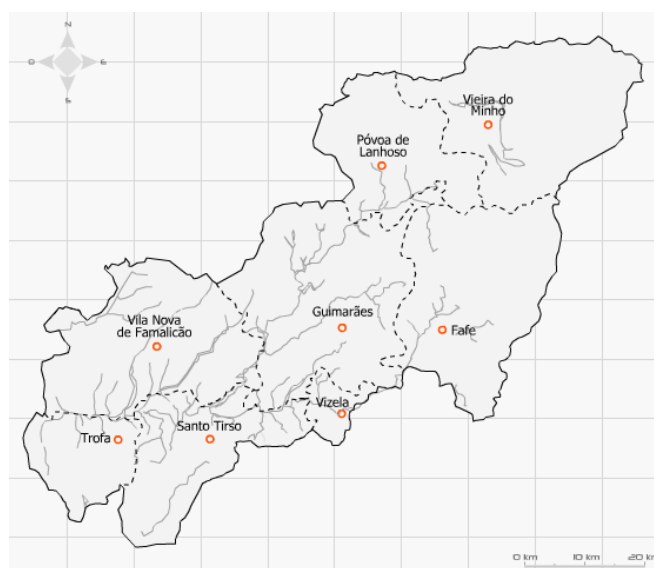 N
O
E
S
Vieira do
Minho
Póvoa de
Lanhoso
Guimarães
Vila Nova
de Famalicão
Fafe
Vizela
Santo Tirso
Trofa
0 km
10 km
20 k